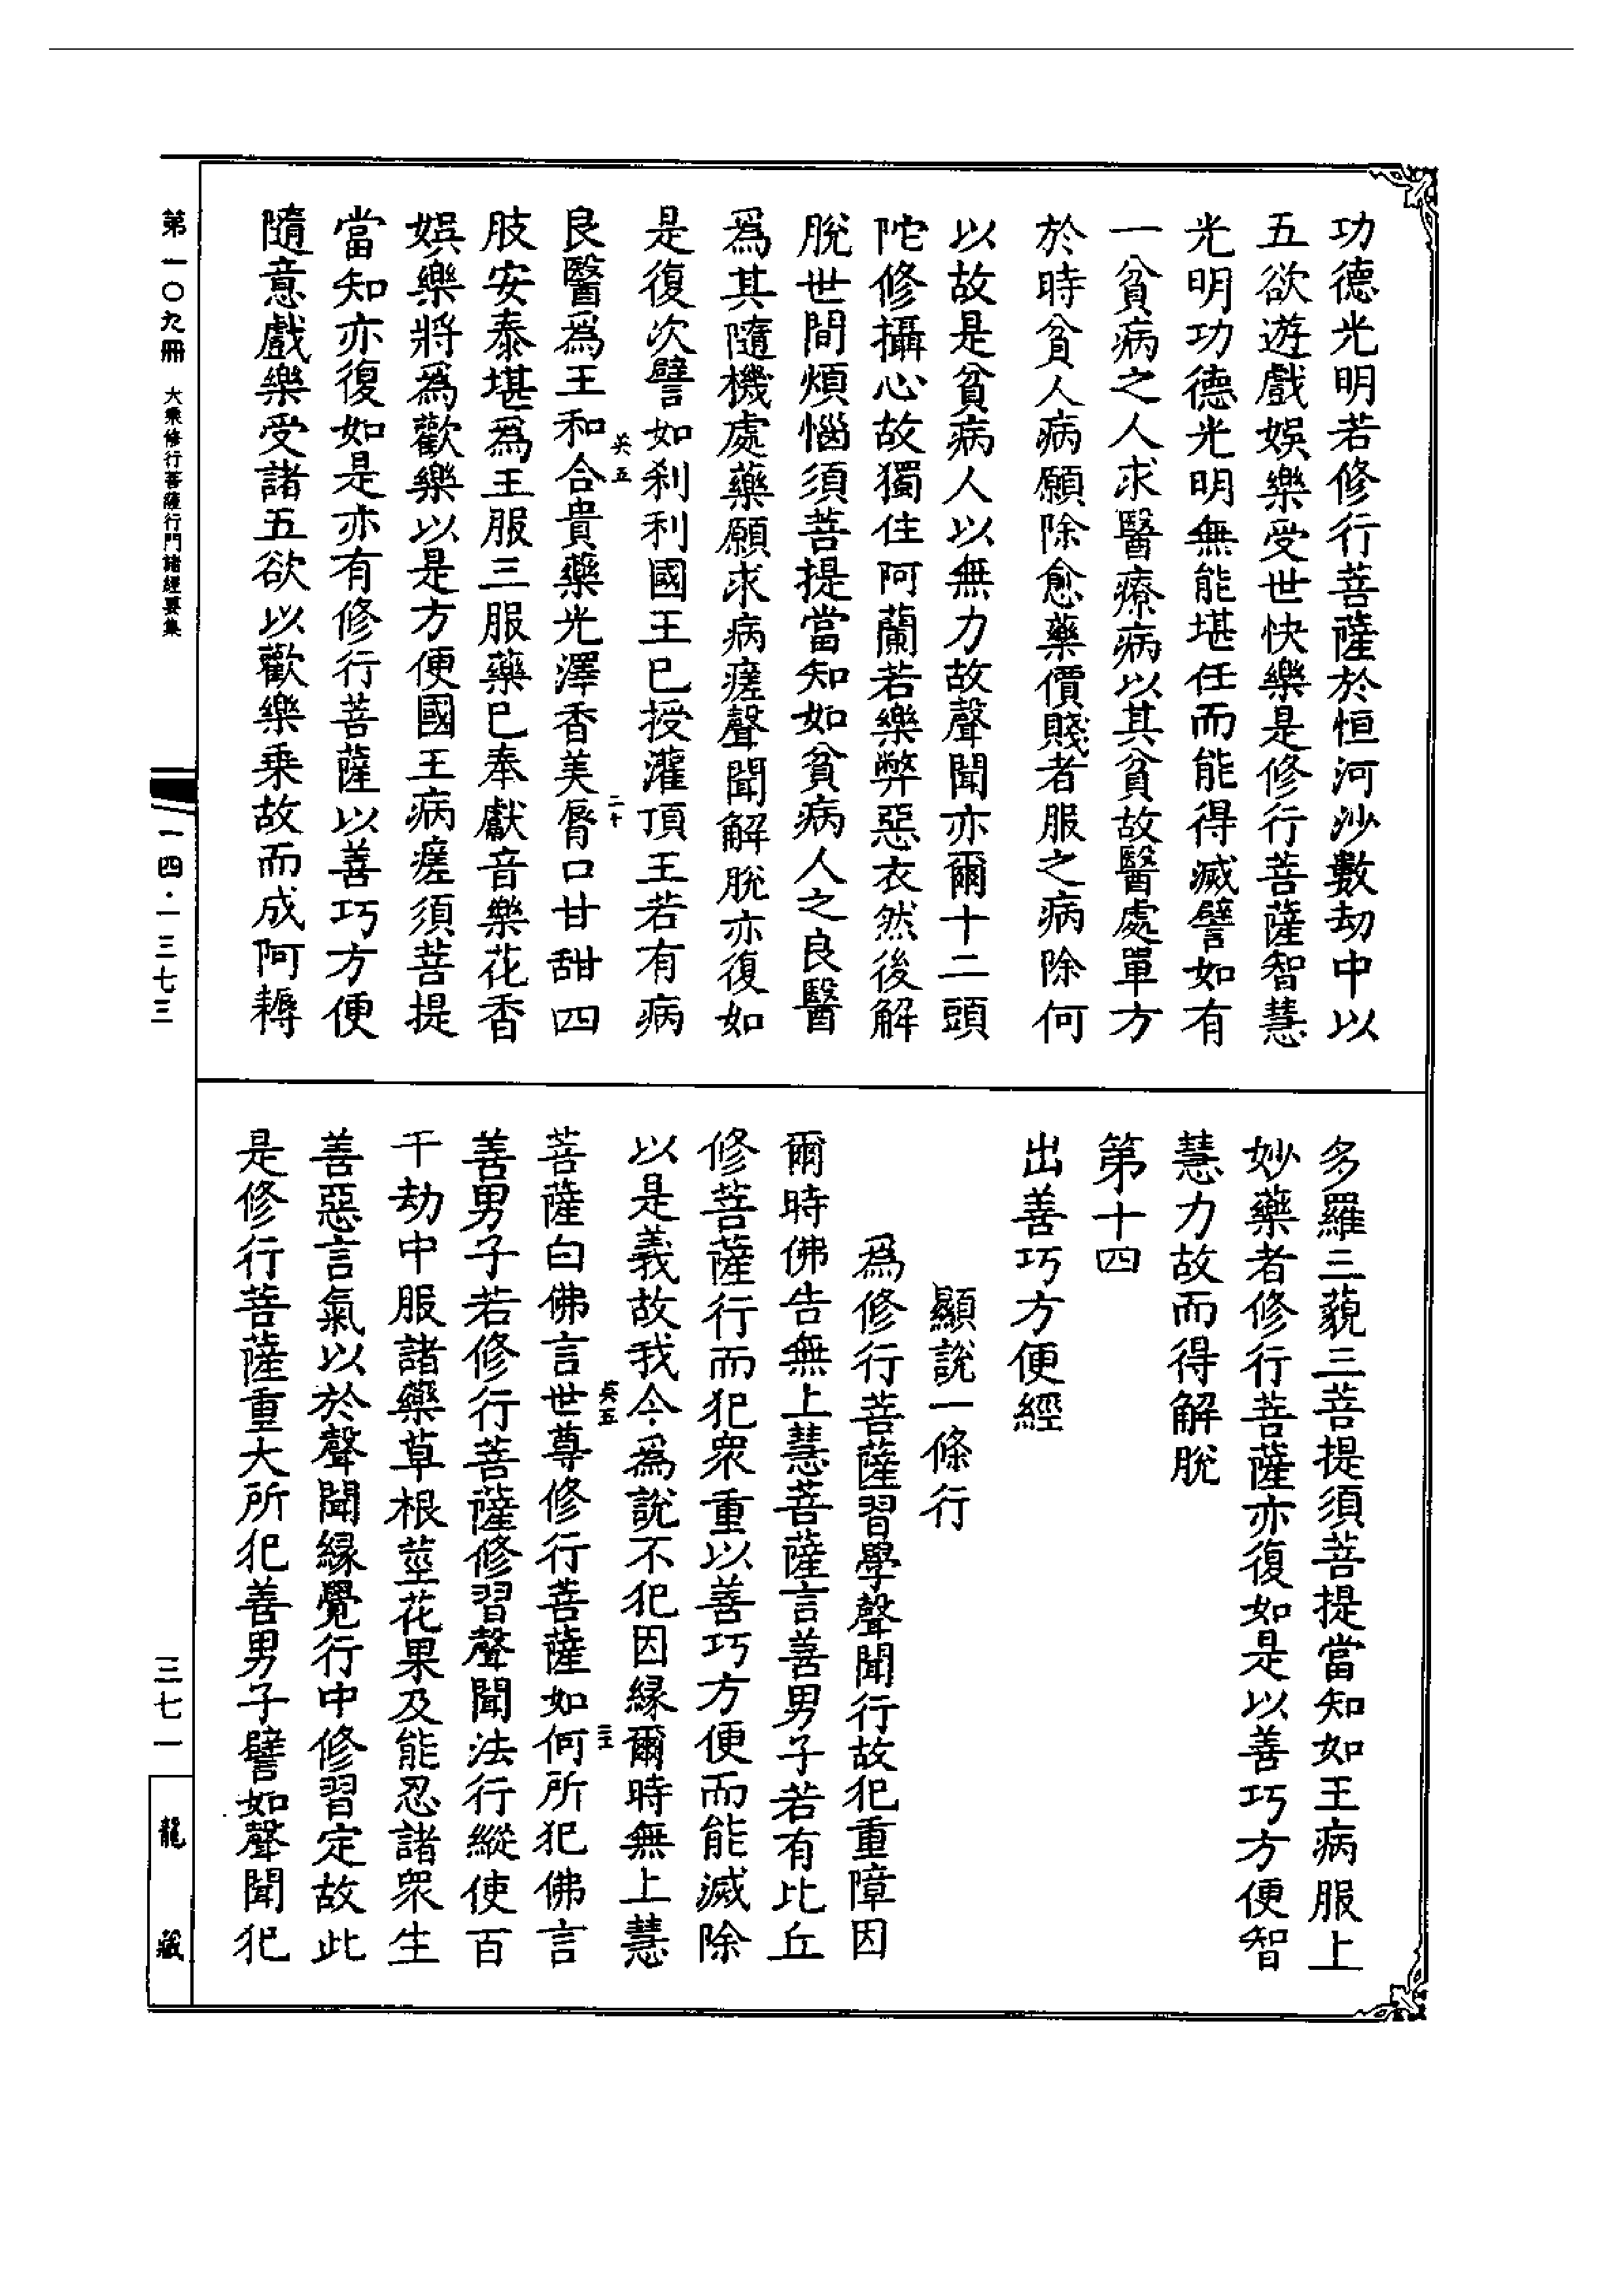 功德光明若修行菩薩於恒河沙數劫中以
五欲遊戲娛樂受世快樂是修行菩薩智慧
光明功德光明無能堪任而能得滅譬如有
一貧病之人求醫療病以其貧故醫處單方
於時貧人病願除愈藥價賤者服之病除何
以故是貧病人以無力故聲聞亦爾十二頭
陀修攝心故獨住阿蘭若樂弊惡衣然後解
脫世間煩惱須菩提當知如貧病人之良醫
爲其隨機處藥願求病瘥聲聞解脫亦復如
是復次譬如刹利國王已授灌頂王若有病
吳五
二十
良醫爲王和合貴藥光澤香美脣口甘甜四
肢安泰堪爲王服三服藥已奉獻音樂花香
娛樂將爲歡樂以是方便國王病瘥須菩提
當知亦復如是亦有修行菩薩以善巧方便
隨意戲樂受諸五欲以歡樂乘故而成阿耨
多羅三藐三菩提須菩提當知如王病服上
妙藥者修行菩薩亦復如是以善巧方便智
慧力故而得解脫
第十四
出善巧方便經
顯說一條行
爲修行菩薩習學聲聞行故犯重障因
爾時佛告無上慧菩薩言善男子若有比丘
修菩薩行而犯衆重以善巧方便而能滅除
以是義故我今爲說不犯因緣爾時無上慧
吳五
菩薩白佛言世尊修行菩薩如何所犯佛言
善男子若修行菩薩修習聲聞法行縱使百
千劫中服諸藥草根莖花果及能忍諸衆生
善惡言氣以於聲聞緣覺行中修習定故此
是修行菩薩重大所犯善男子譬如聲聞犯
第一〇九冊 大乘修行菩薩行門諸經要集
一四·一三七三
三七一
龍藏